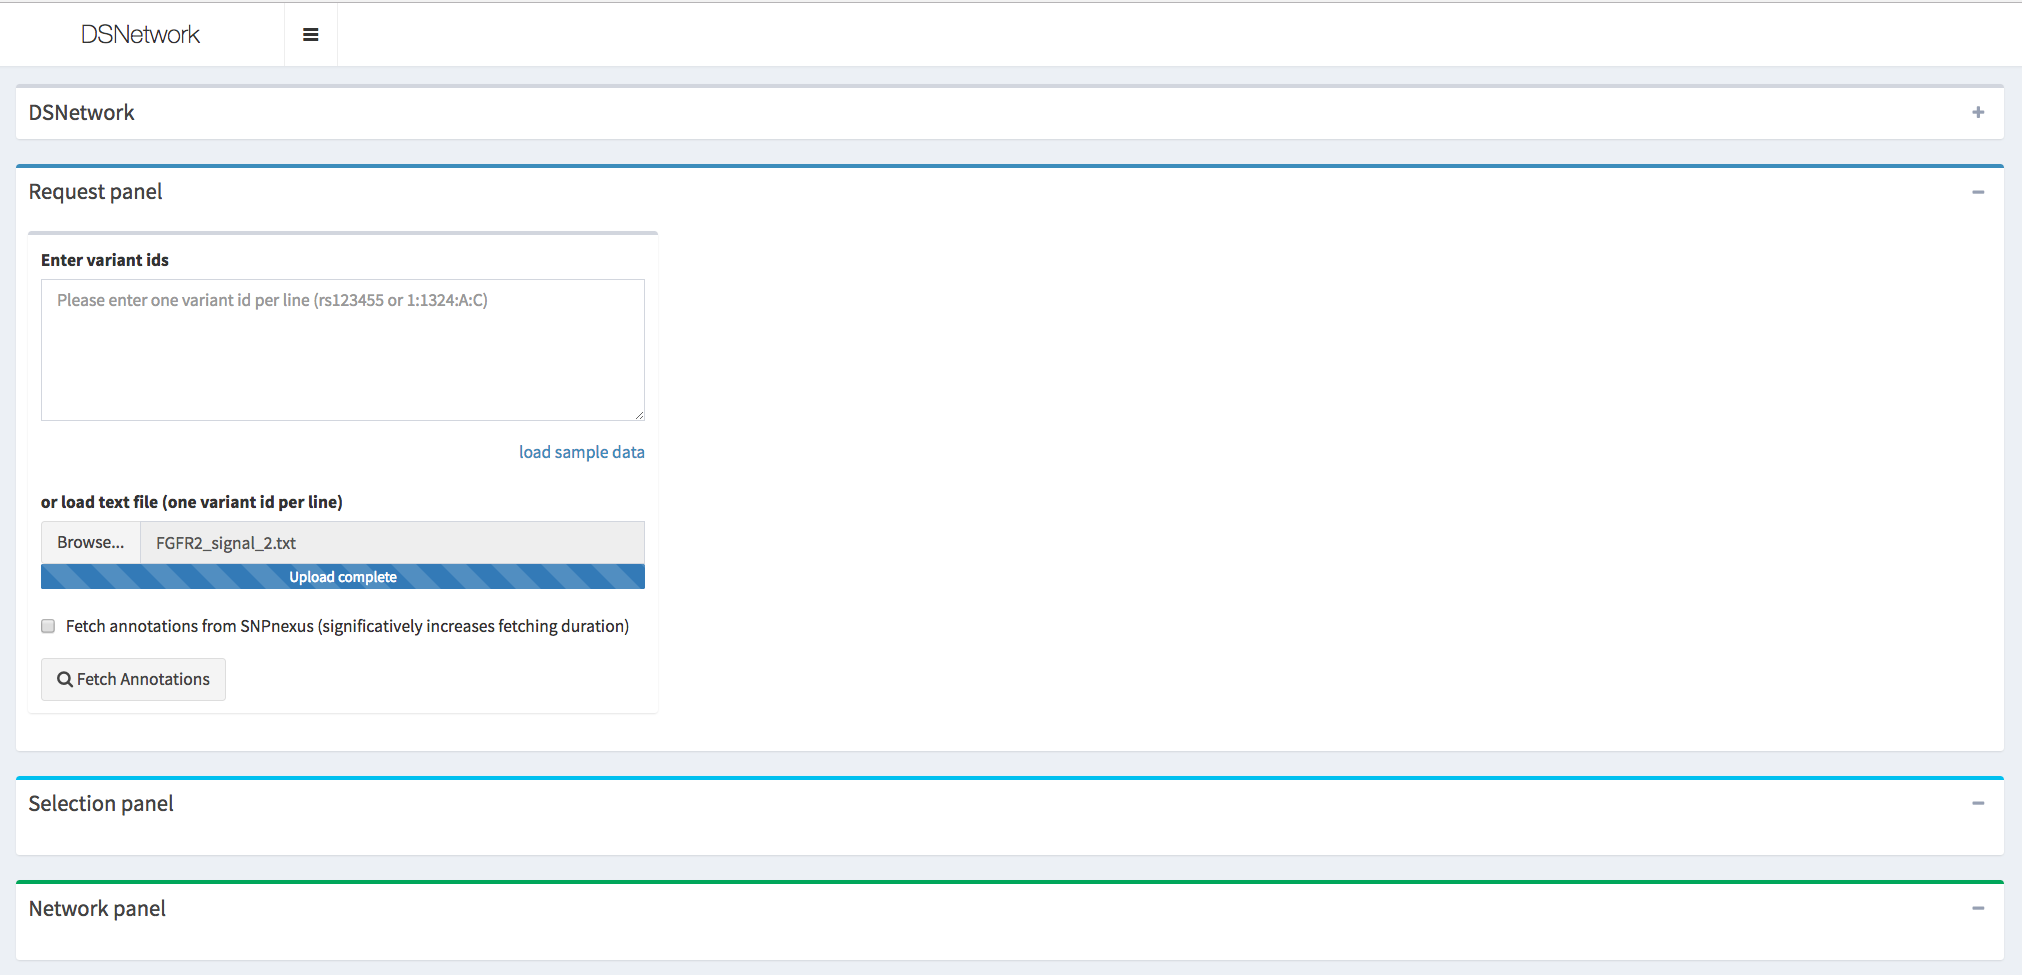 DSNetwork
DSNetwork
Request panel
Enter variant ids
Please enter one variant id per line (rs123455 or 1:1324:A:C)
load sample data
or load text file (one variant id per line)
Browse... FGFR2_signal_2.txt
Upload complete
Fetch annotations from SNPnexus (significatively increases fetching duration)
Fetch Annotations
Selection panel
Network panel